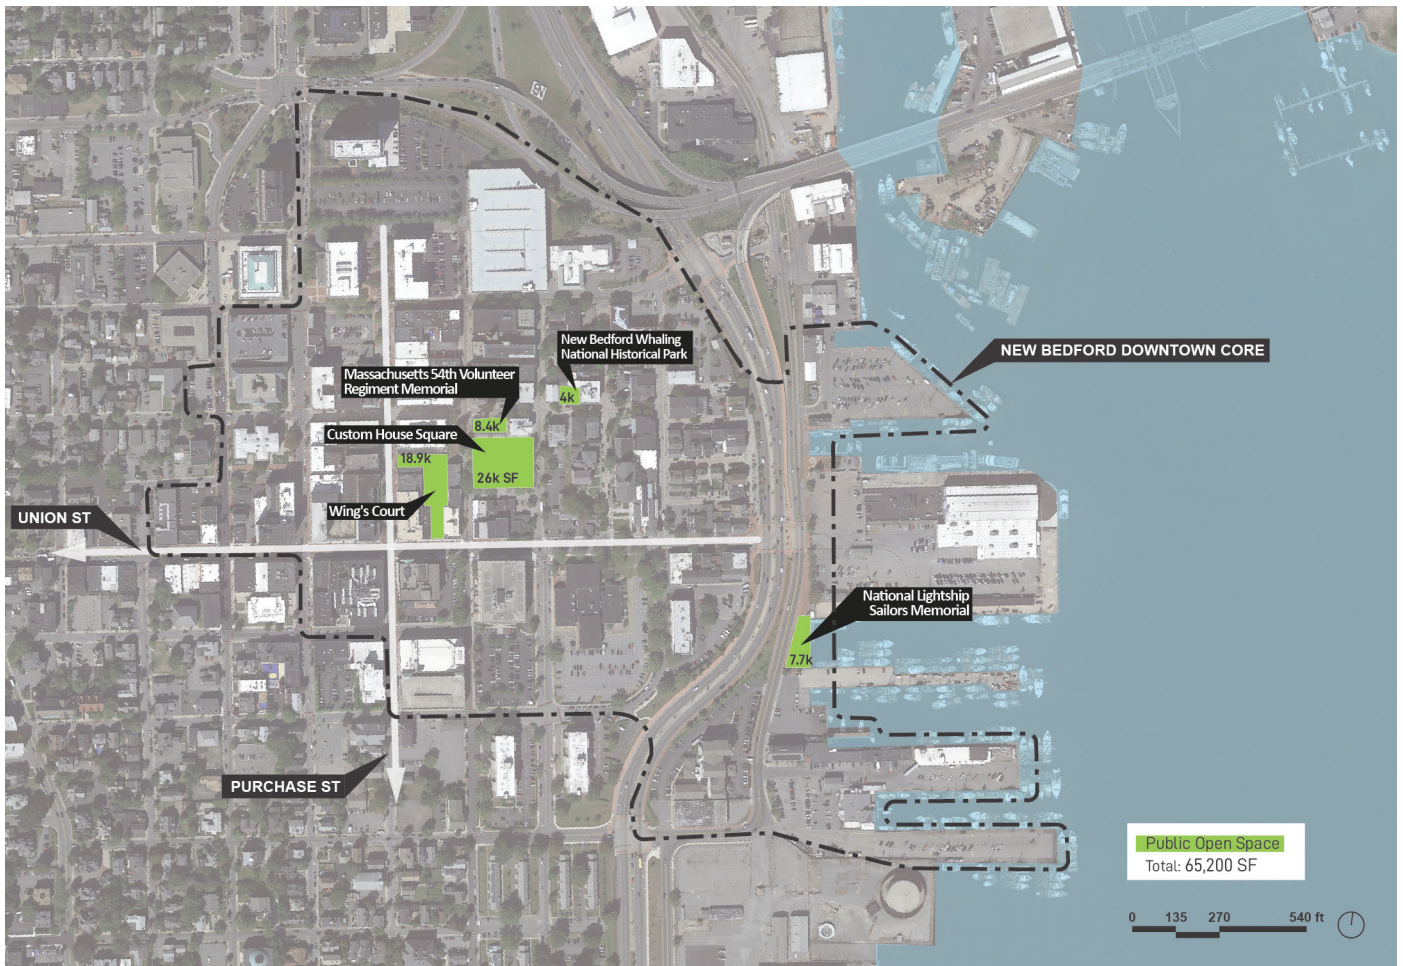 New Bedford Whaling
National Historical Park
4k
Massachusetts 54th Volunteer
Regiment Memorial
8.4k
Custom House Square
26k SF
18.9k
Wing's Court
NEW BEDFORD DOWNTOWN CORE
UNION ST
National Lightship
Sailors Memorial
7.7k
PURCHASE ST
Public Open Space
Total: 65,200 SF
0 135 270 540 ft